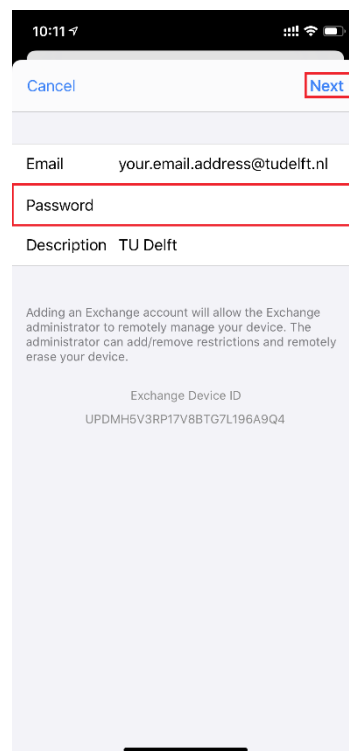 10:11
Cancel Next
Email your.email.address@tudelft.nl
Password
Description TU Delft
Adding an Exchange account will allow the Exchange
administrator to remotely manage your device. The
administrator can add/remove restrictions and remotely
erase your device.
Exchange Device ID
UPDMH5V3RP17V8BTG7L196A9Q4